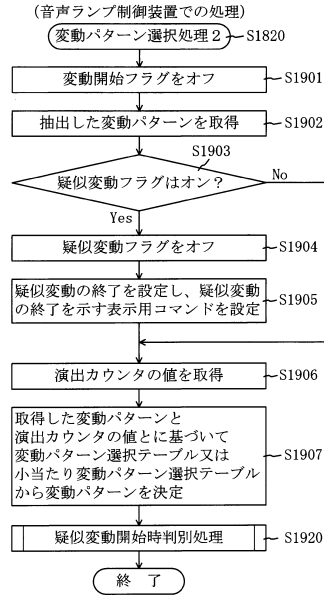 (音声ランプ制御装置での処理)
変動パターン選択処理2
S1820
変動開始フラグをオフ
S1901
抽出した変動パターンを取得
S1902
S1903
疑似変動フラグはオン?
No
Yes
疑似変動フラグをオフ
S1904
疑似変動の終了を設定し、疑似変動
の終了を示す表示用コマンドを設定
S1905
演出カウンタの値を取得
S1906
取得した変動パターンと
演出カウンタの値とに基づいて
変動パターン選択テーブル又は
小当たり変動パターン選択テーブル
から変動パターンを決定
S1907
疑似変動開始時判別処理
S1920
終 了